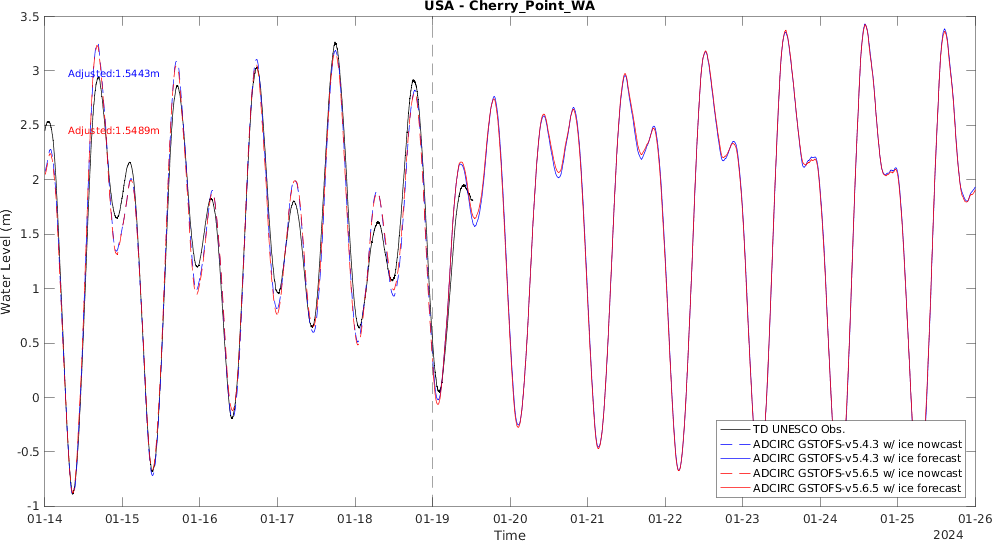 USA - Cherry_Point_WA
3.5
3
2.5
2
1.5
1
0.5
0
-0.5
-1
Water Level (m)
Adjusted:1.5443m
Adjusted:1.5489m
TD UNESCO Obs.
ADCIRC GSTOFS-v5.4.3 w/ ice nowcast
ADCIRC GSTOFS-v5.4.3 w/ ice forecast
ADCIRC GSTOFS-v5.6.5 w/ ice nowcast
ADCIRC GSTOFS-v5.6.5 w/ ice forecast
01-14 01-15 01-16 01-17 01-18 01-19 01-20 01-21 01-22 01-23 01-24 01-25 01-26
Time
2024